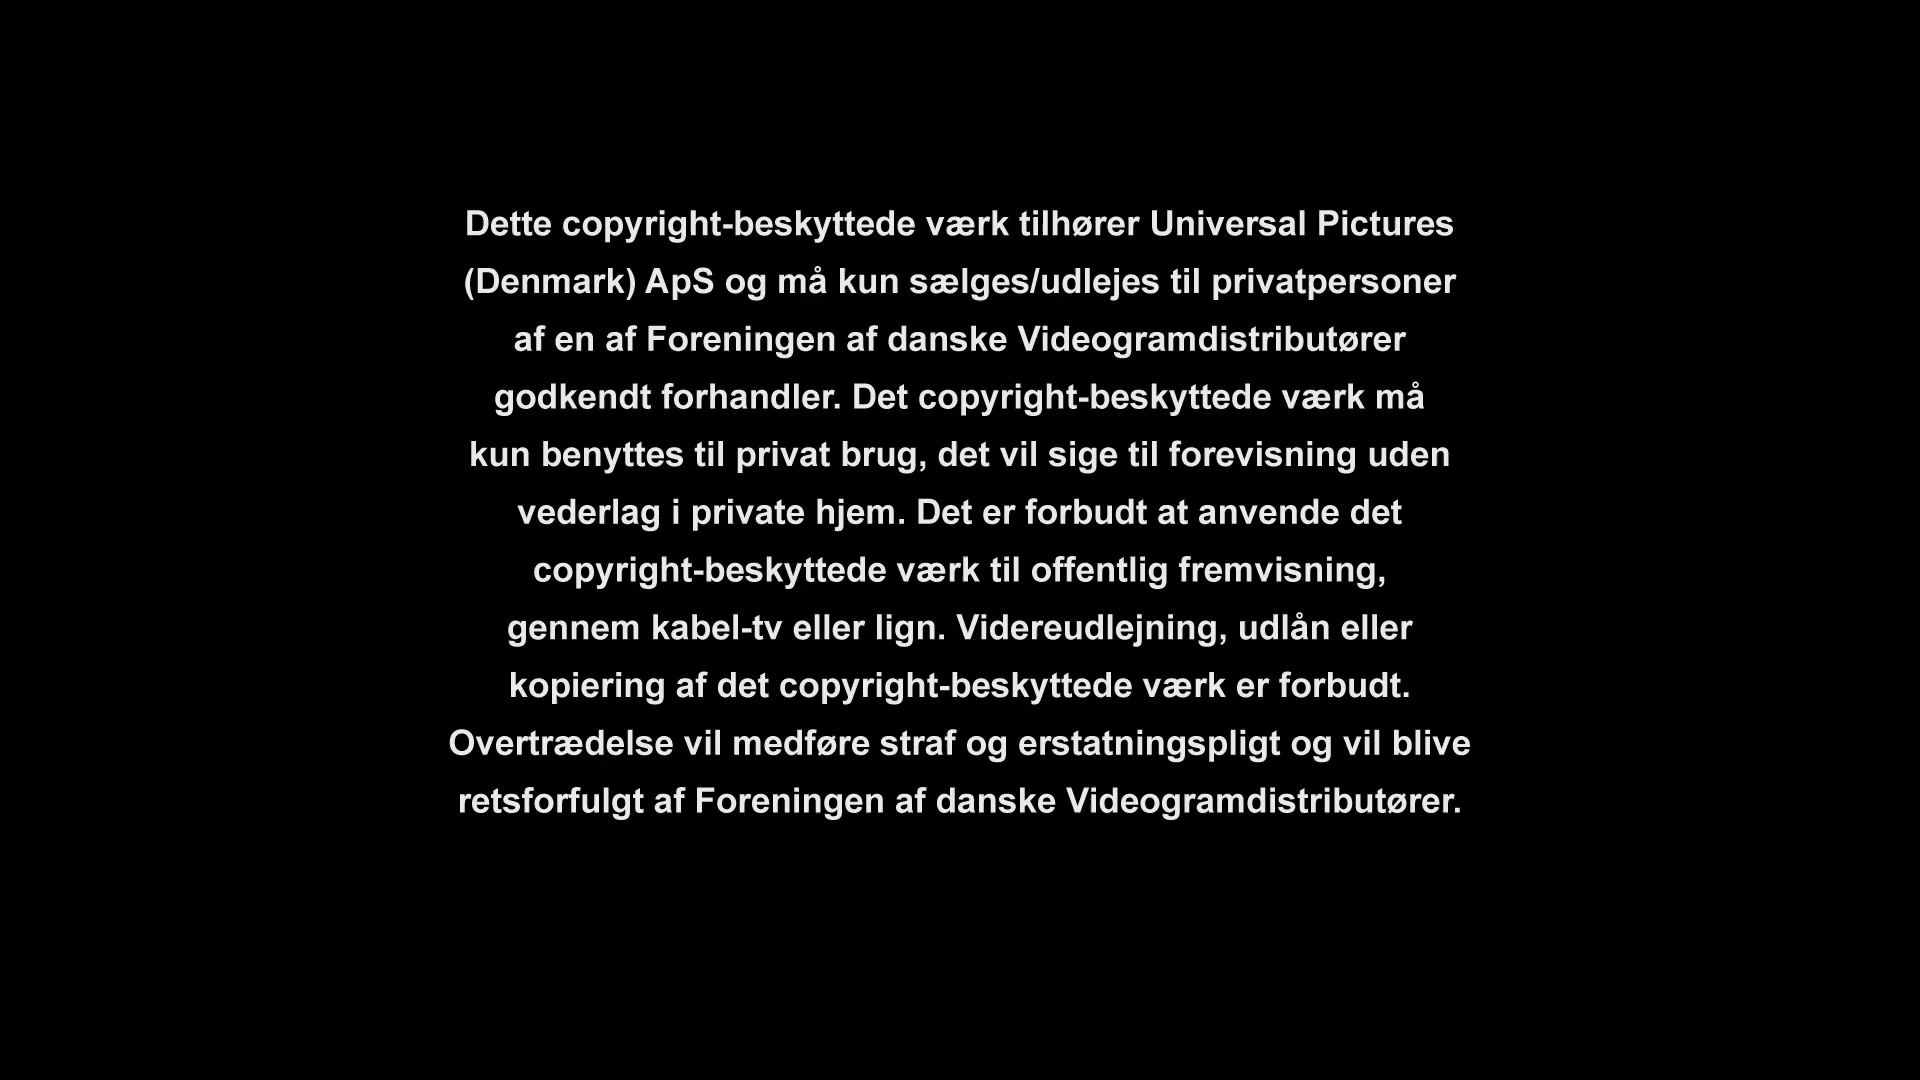 Dette copyright-beskyttede værk tilhører Universal Pictures
(Denmark) ApS og må kun sælges/udlejes til privatpersoner
af en af Foreningen af danske Videogramdistributører
godkendt forhandler. Det copyright-beskyttede værk må
kun benyttes til privat brug, det vil sige til forevisning uden
vederlag i private hjem. Det er forbudt at anvende det
copyright-beskyttede værk til offentlig fremvisning,
gennem kabel-tv eller lign. Videreudlejning, udlån eller
kopiering af det copyright-beskyttede værk er forbudt.
Overtrædelse vil medføre straf og erstatningspligt og vil blive
retsforfulgt af Foreningen af danske Videogramdistributører.